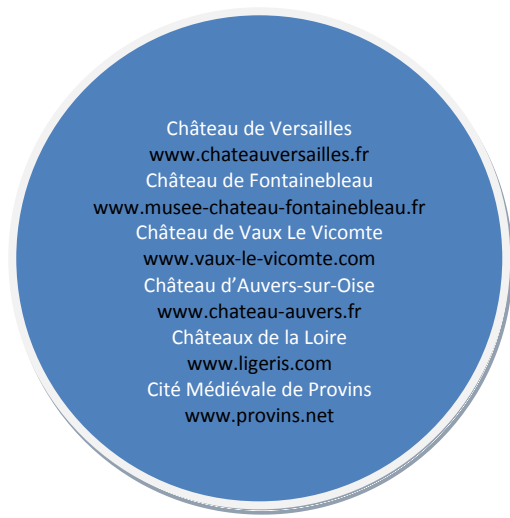 Château de Versailles
www.chateauversailles.fr
Château de Fontainebleau
www.musee-chateau-fontainebleau.fr
Château de Vaux Le Vicomte
www.vaux-le-vicomte.com
Château d’Auvers-sur-Oise
www.chateau-auvers.fr
Châteaux de la Loire
www.ligeris.com
Cité Médiévale de Provins
www.provins.net